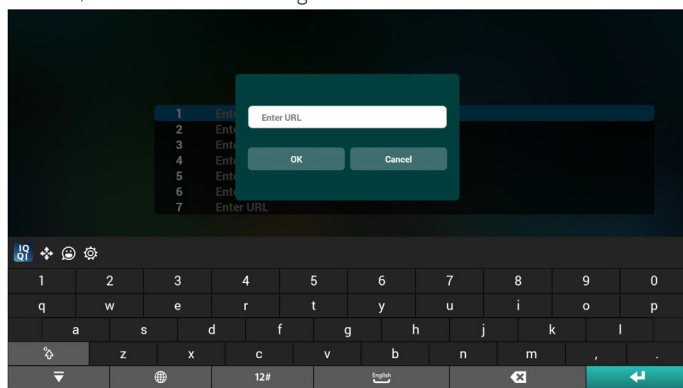 1 Ente
Enter URL
2 Ente
3 Ente
4 Ente
OK Cancel
5 Ente
6 Ente
7 Enter URL
IQQI
1 2 3 4 5 6 7 8 9 0
q w e r t y u i o p
a s d f g h j k l
z x c v b n m , .
12# English